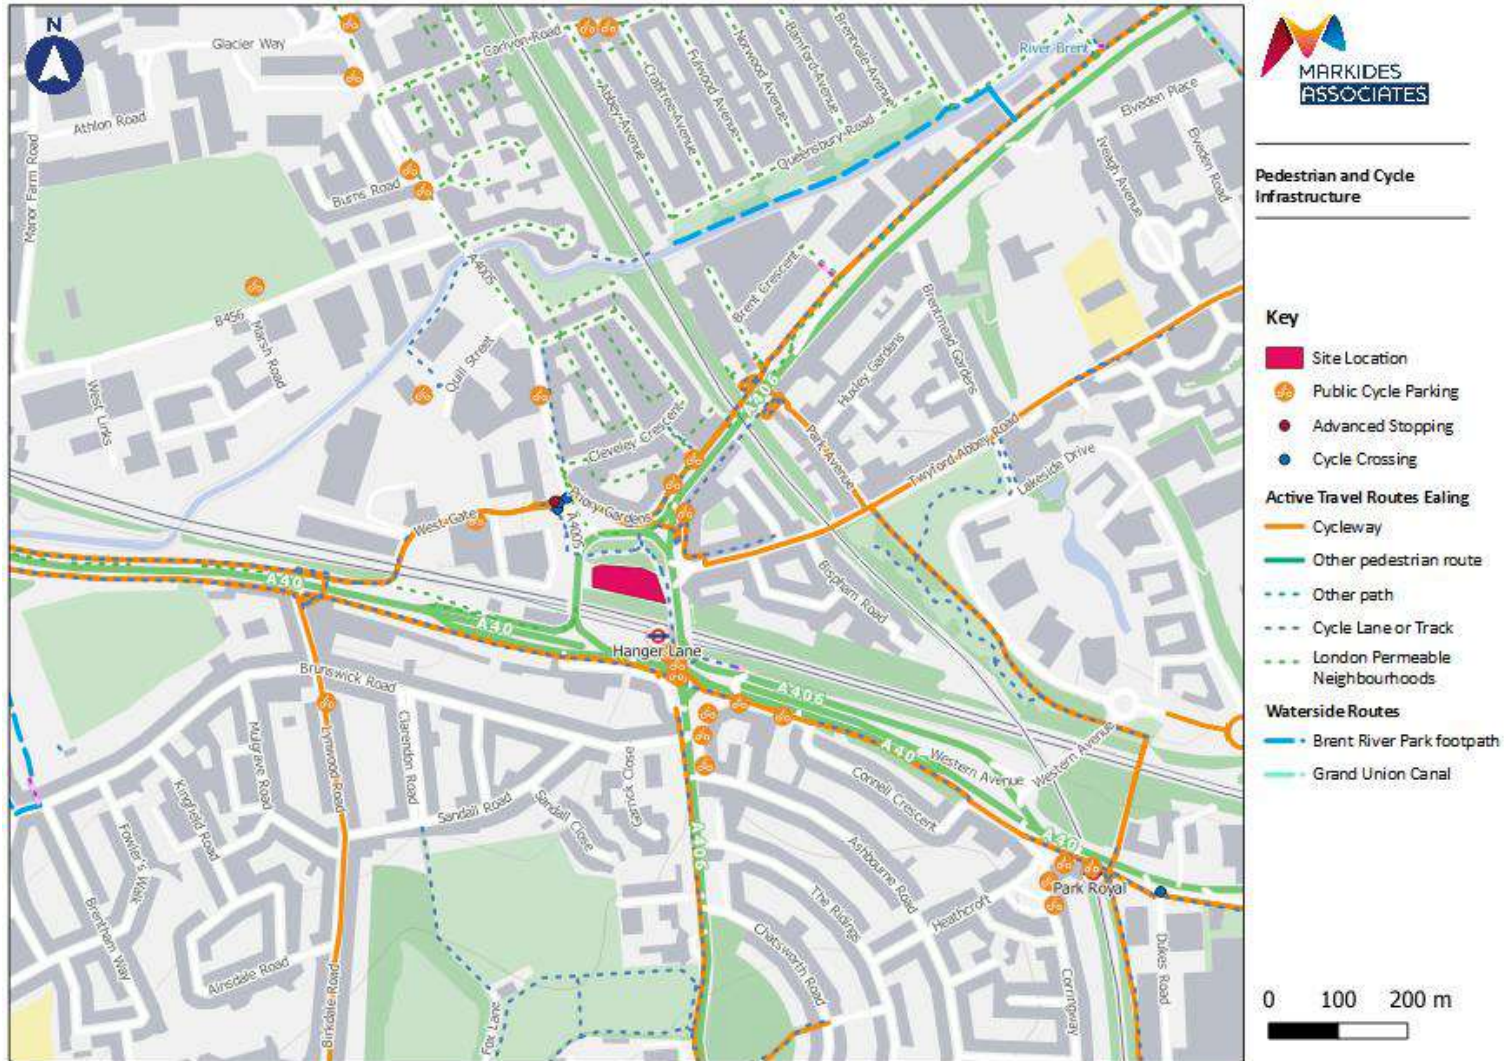 N
Glacier Way
Carlyon Road
River Brent
MARKIDES
ASSOCIATES
Athlon Road
Manor Farm Road
Abbey Avenue
Crabtree Avenue
Fulwood Avenue
Norwood Avenue
Bamford Avenue
Brentvale Avenue
Queensbury Road
Elveden Place
Elveden Road
Iveagh Avenue
Pedestrian and Cycle
Infrastructure
Burns Road
A4005
B456
Marsh Road
West Links
Quill Street
Brent Crescent
Brentmead Gardens
Huxley Gardens
A406
Cleveley Crescent
Park Avenue
Twyford Abbey Road
Lakeside Drive
West Gate
Priory Gardens
A4005
Bispham Road
A40
A40
Hanger Lane
A406
Brunswick Road
Mulgrave Road
Lynwood Road
Clarendon Road
Kingfield Road
Fowler's Walk
Brentham Way
Ainsdale Road
Birkdale Road
Sandall Road
Sandall Close
Garrick Close
Fox Lane
A406
A40
Western Avenue
Western Avenue
Connell Crescent
Ashbourne Road
The Ridings
Heathcroft
Chatsworth Road
A40
Park Royal
Corringway
Dukes Road
Key
Site Location
Public Cycle Parking
Advanced Stopping
Cycle Crossing
Active Travel Routes Ealing
Cycleway
Other pedestrian route
Other path
Cycle Lane or Track
London Permeable
Neighbourhoods
Waterside Routes
Brent River Park footpath
Grand Union Canal
0 100 200 m